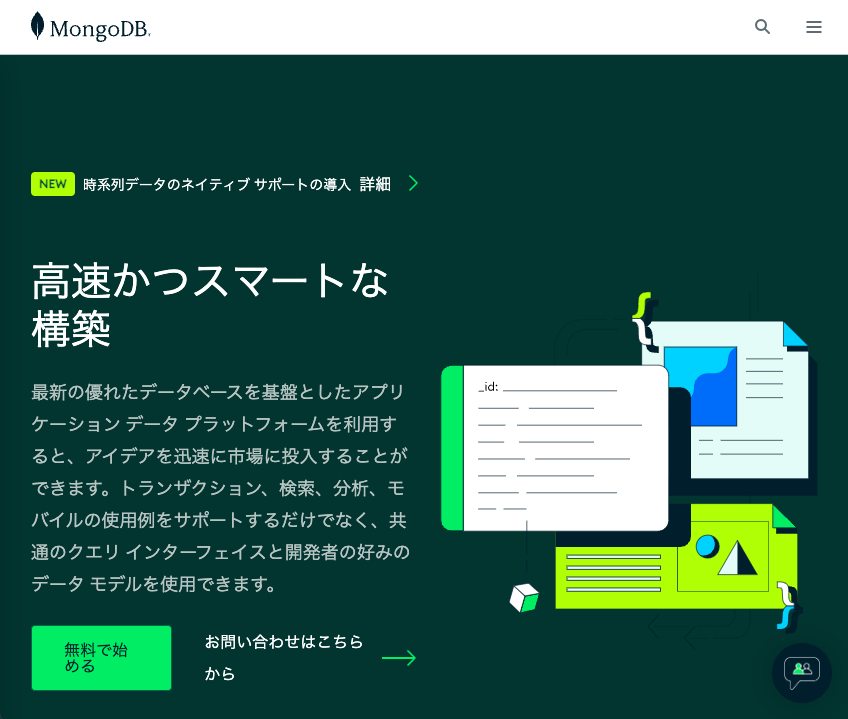 MongoDB.
NEW 時系列データのネイティブ サポートの導入 詳細
高速かつスマートな
構築
最新の優れたデータベースを基盤としたアプリ
ケーション データ プラットフォームを利用す
ると、アイデアを迅速に市場に投入することが
できます。トランザクション、検索、分析、モ
バイルの使用例をサポートするだけでなく、共
通のクエリ インターフェイスと開発者の好みの
データ モデルを使用できます。
無料で始
める
お問い合わせはこちら
から
{
_id:
}